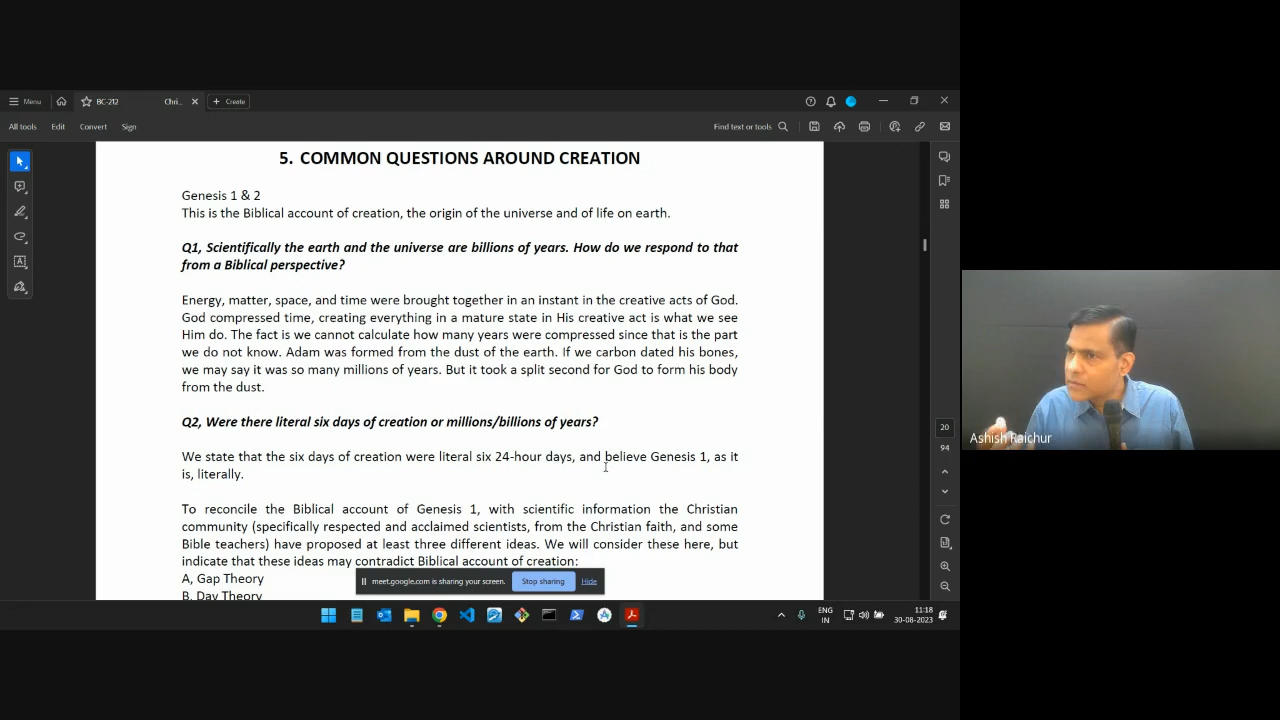 Menu
BC-212 Chri...
+ Create
All tools Edit Convert Sign
Find text or tools
5. COMMON QUESTIONS AROUND CREATION
Genesis 1 & 2
This is the Biblical account of creation, the origin of the universe and of life on earth.
Q1, Scientifically the earth and the universe are billions of years. How do we respond to that
from a Biblical perspective?
Energy, matter, space, and time were brought together in an instant in the creative acts of God.
God compressed time, creating everything in a mature state in His creative act is what we see
Him do. The fact is we cannot calculate how many years were compressed since that is the part
we do not know. Adam was formed from the dust of the earth. If we carbon dated his bones,
we may say it was so many millions of years. But it took a split second for God to form his body
from the dust.
Q2, Were there literal six days of creation or millions/billions of years?
We state that the six days of creation were literal six 24-hour days, and believe Genesis 1, as it
is, literally.
To reconcile the Biblical account of Genesis 1, with scientific information the Christian
community (specifically respected and acclaimed scientists, from the Christian faith, and some
Bible teachers) have proposed at least three different ideas. We will consider these here, but
indicate that these ideas may contradict Biblical account of creation:
A, Gap Theory
B, Day Theory
20
94
meet.google.com is sharing your screen. Stop sharing Hide
ENG
IN
11:18
30-08-2023
Ashish Raichur